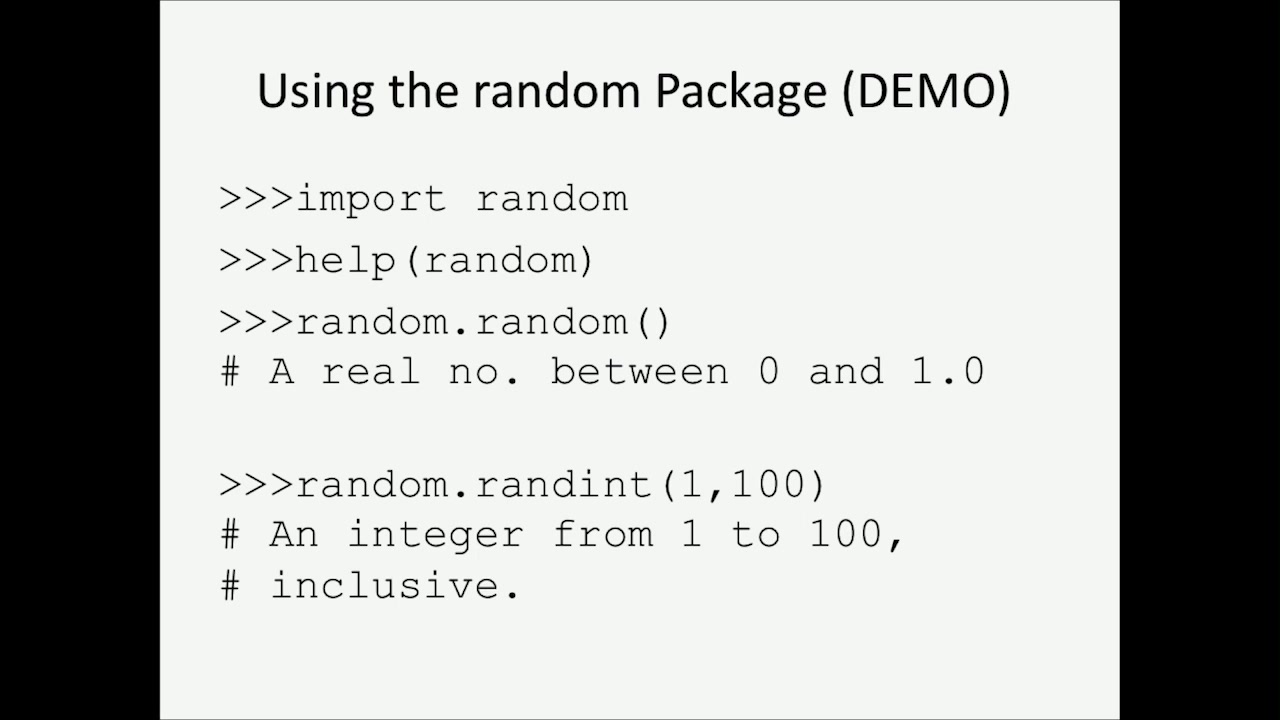 Using the random Package (DEMO)
>>>import random
>>>help(random)
>>>random.random()
# A real no. between 0 and 1.0
>>>random.randint(1,100)
# An integer from 1 to 100,
# inclusive.